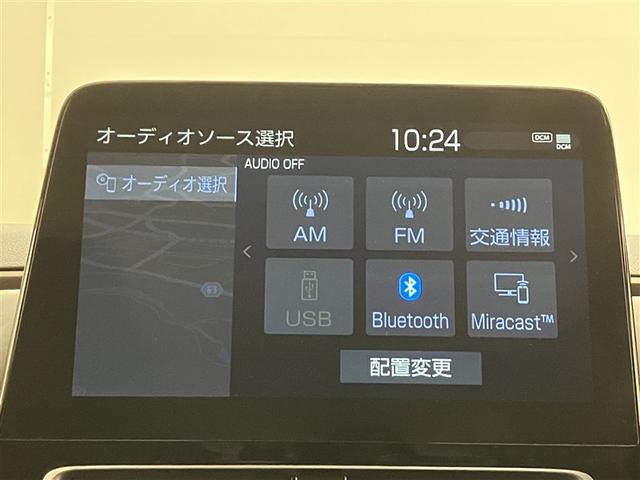 オーディオソース選択
10:24
DCM
DCM
オーディオ選択
AUDIO OFF
AM
FM
交通情報
USB
Bluetooth
Miracast™
配置変更
63